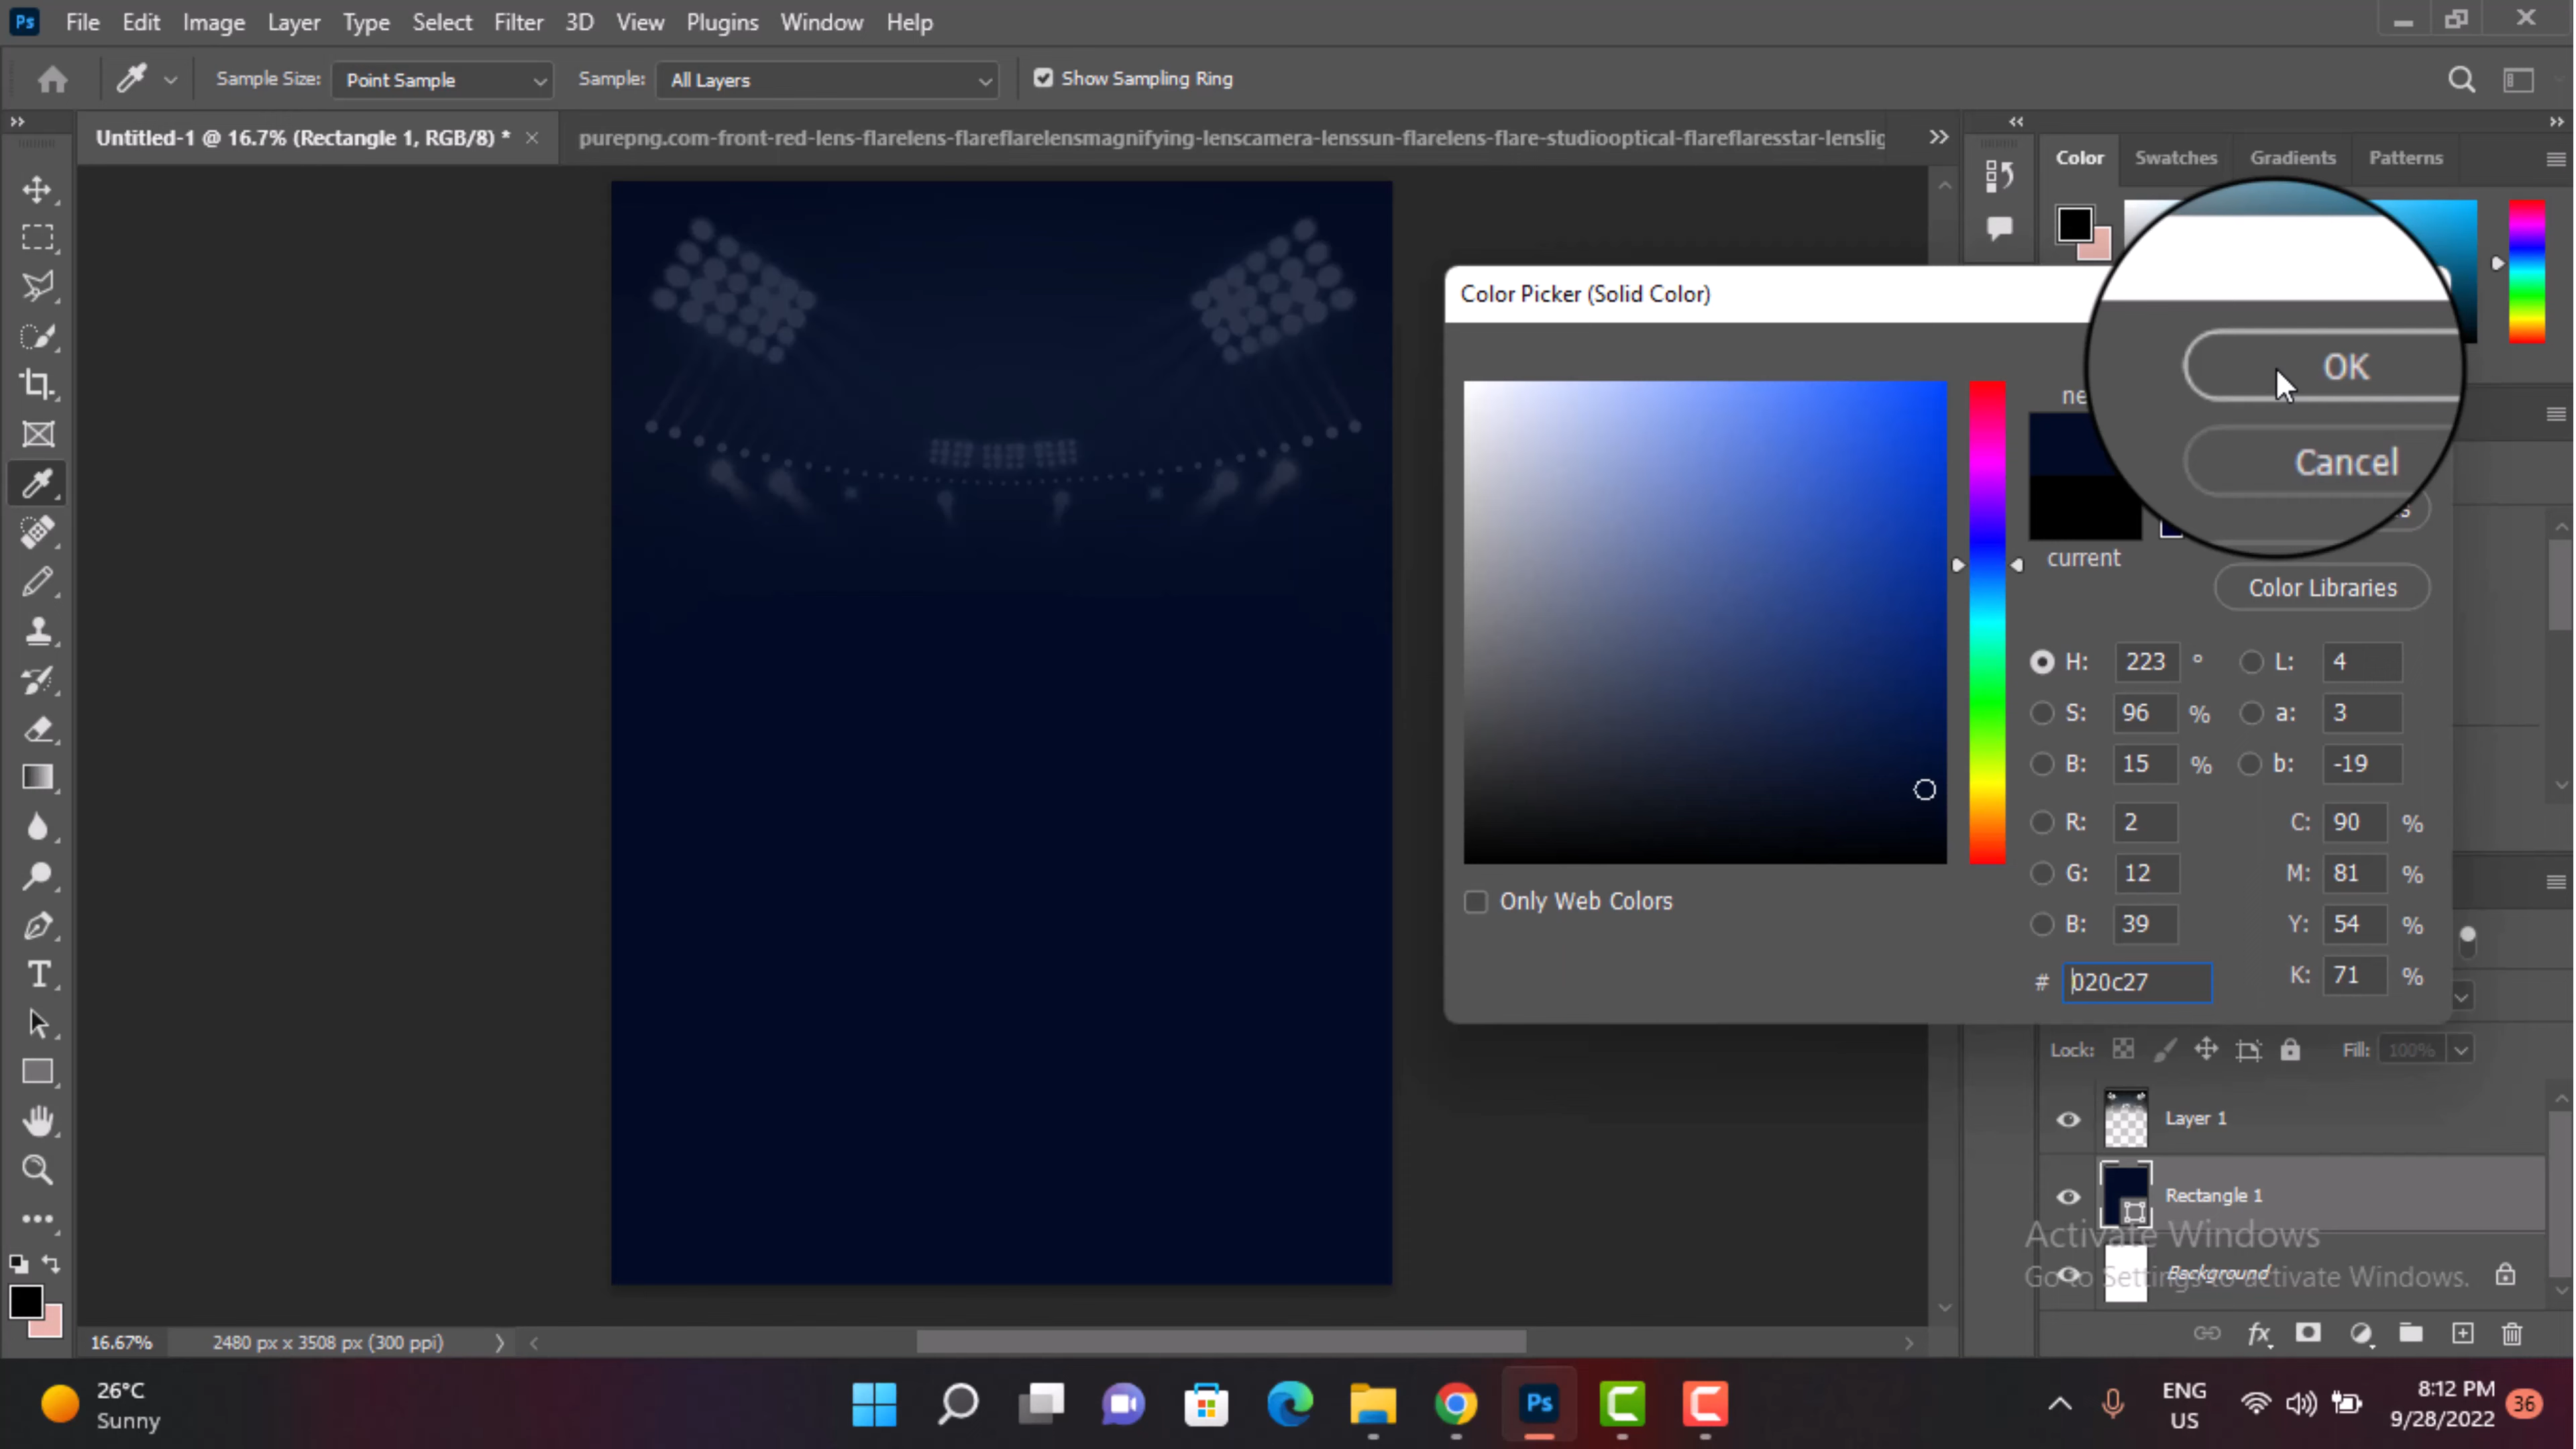 Ps File Edit Image Layer Type Select Filter 3D View Plugins Window Help
Sample Size: Point Sample Sample: All Layers Show Sampling Ring
Untitled-1 @ 16.7% (Rectangle 1, RGB/8) *
purepng.com-front-red-lens-flarelens-flareflarelensmagnifying-lenscamera-lenssun-flarelens-flare-studiooptical-flareflaresstar-lenslig
Color Swatches Gradients Patterns
Color Picker (Solid Color)
OK
ne
Cancel
current
Color Libraries
H: 223 ° L: 4
S: 96 % a: 3
B: 15 % b: -19
R: 2 C: 90 %
G: 12 M: 81 %
Only Web Colors
B: 39 Y: 54 %
# 020c27 K: 71 %
Lock: Fill: 100%
Layer 1
Rectangle 1
Activate Windows
Go to Settings to activate Windows.
Background
fx
16.67% 2480 px x 3508 px (300 ppi)
26°C
Sunny
Ps
ENG
US
8:12 PM
9/28/2022
36